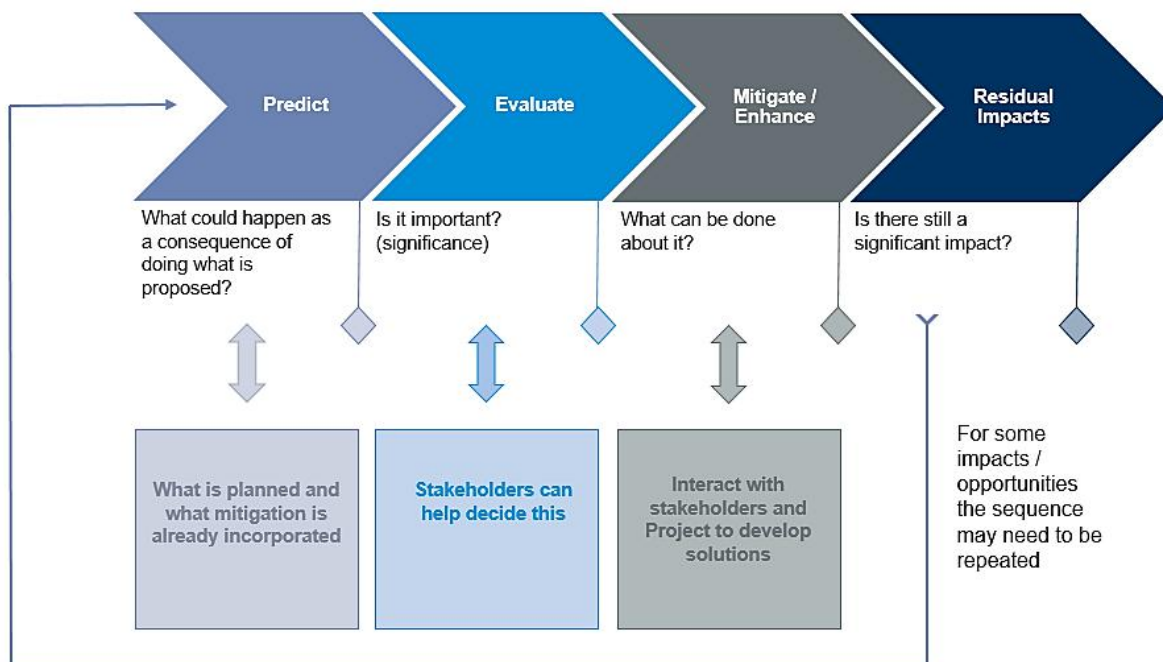 Predict
Evaluate
Mitigate /
Enhance
Residual
Impacts
What could happen as
a consequence of
doing what is
proposed?
Is it important?
(significance)
What can be done
about it?
Is there still a
significant impact?
What is planned and
what mitigation is
already incorporated
Stakeholders can
help decide this
Interact with
stakeholders and
Project to develop
solutions
For some
impacts /
opportunities
the sequence
may need to be
repeated